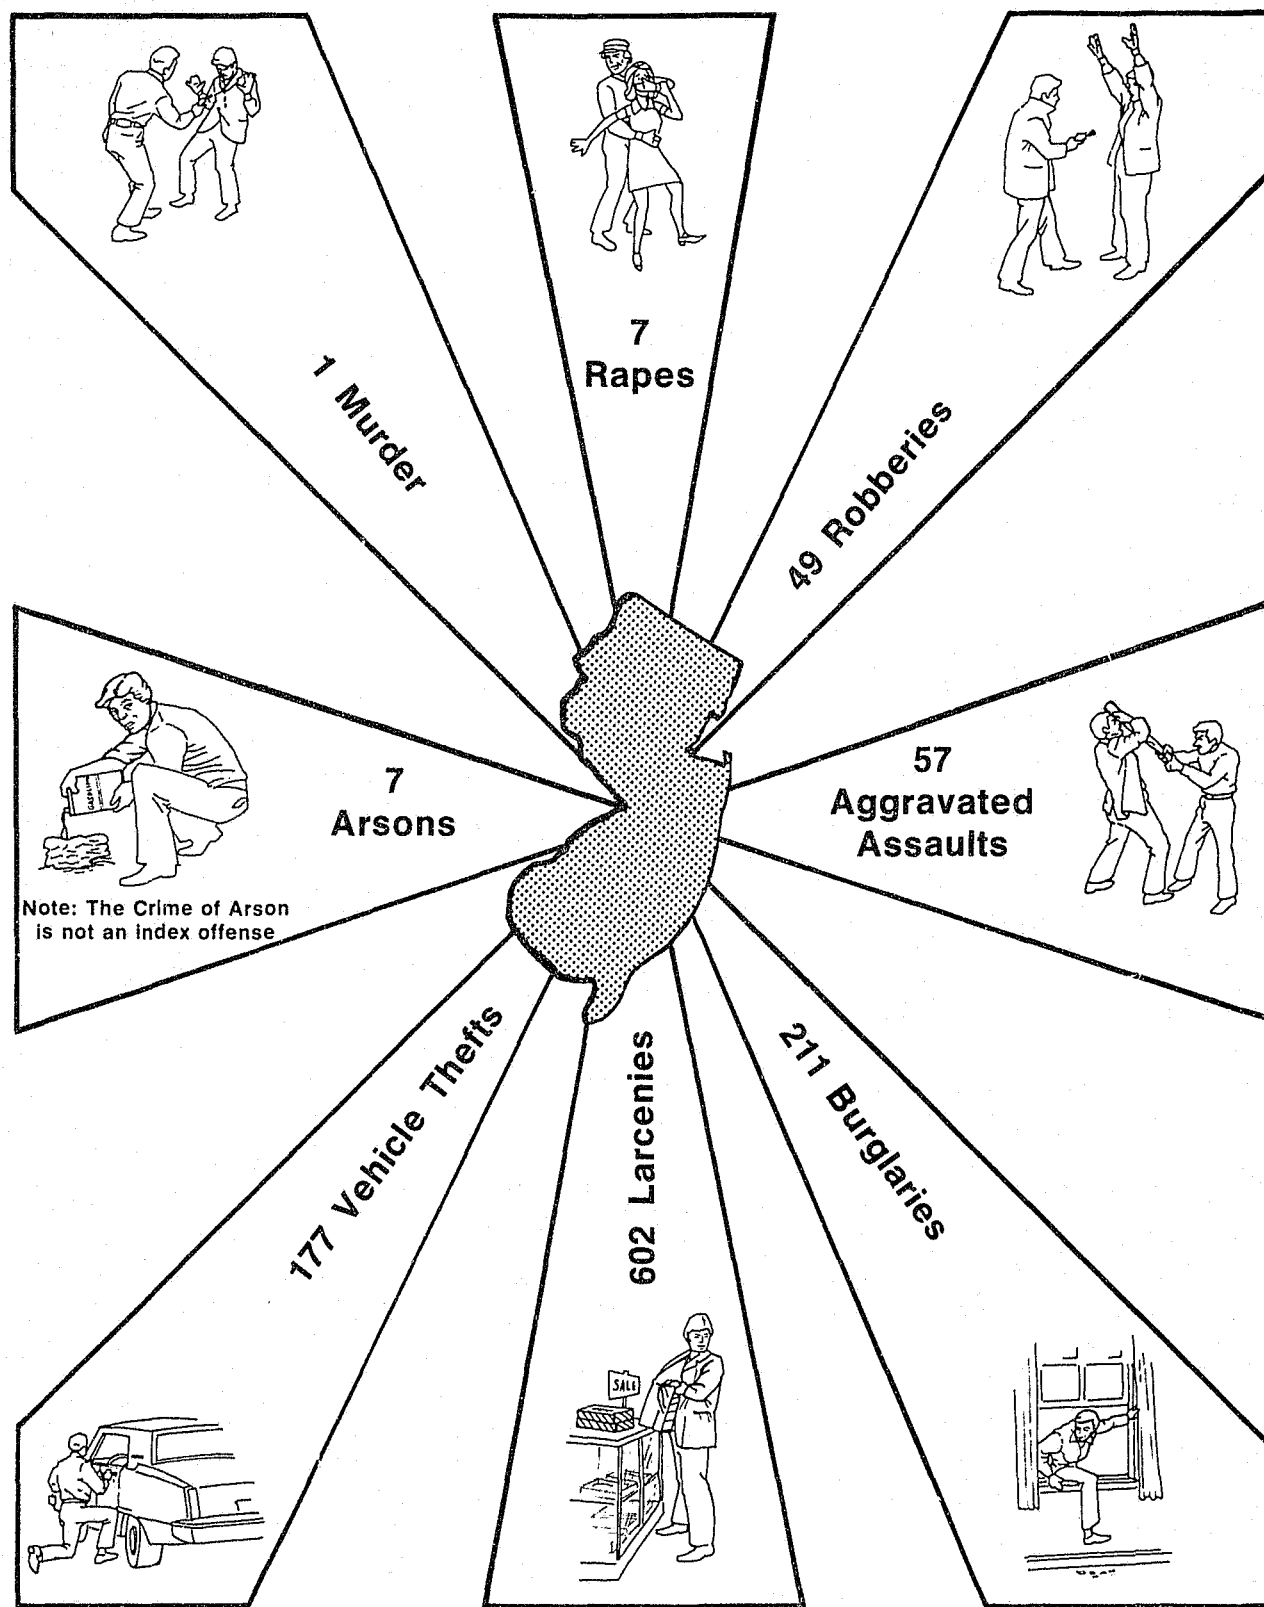 1 Murder
7
Rapes
49 Robberies
7
Arsons
Note: The Crime of Arson
is not an index offense
57
Aggravated
Assaults
177 Vehicle Thefts
602 Larcenies
211 Burglaries
GASOLINE
SALE